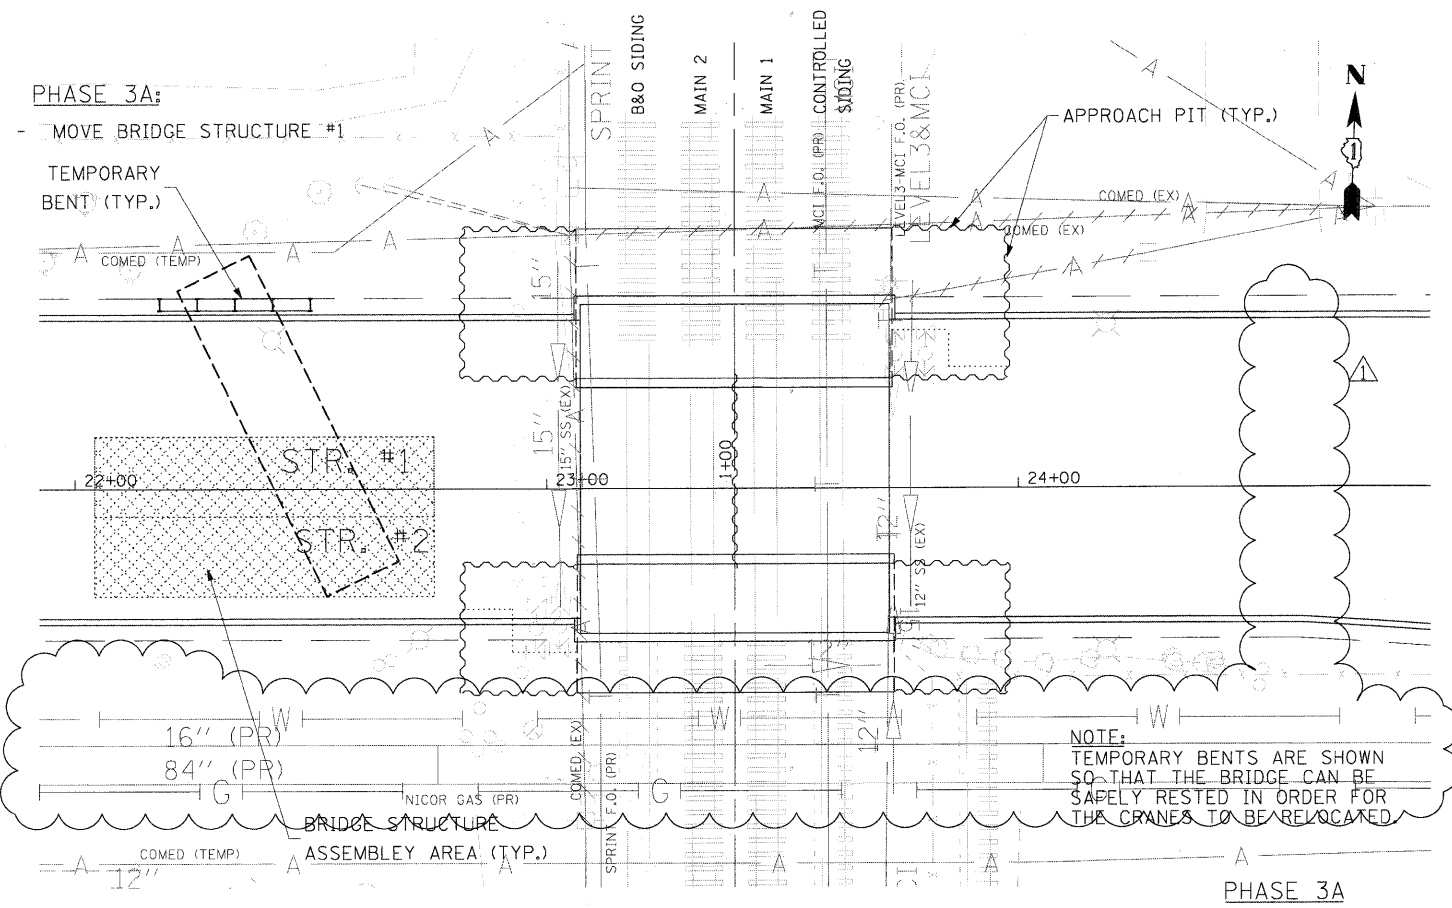 PHASE 3A:
- MOVE BRIDGE STRUCTURE #1
TEMPORARY
BENT (TYP.)
SPRINT
B&O SIDING
MAIN 2
MAIN 1
CONTROLLED
SIDING
MCI F.O. (PR)
LEVEL3-MCI F.O. (PR)
LEVEL3&MCI
APPROACH PIT (TYP.)
N
1
A
A
A
A
A
A
A
A
A
A
A
A
A
COMED (EX)
COMED (EX)
COMED (TEMP)
15"
15"
15" SS (EX)
1
STR. #1
STR. #2
22+00
23+00
1+00
24+00
12"
12" SS (EX)
12"
W
W
W
16" (PR)
84" (PR)
G
G
NICOR GAS (PR)
COMED (EX)
SPRINT F.O. (PR)
12"
A
BRIDGE STRUCTURE
ASSEMBLEY AREA (TYP.)
NOTE:
TEMPORARY BENTS ARE SHOWN
SO THAT THE BRIDGE CAN BE
SAFELY RESTED IN ORDER FOR
THE CRANES TO BE RELOCATED.
A
COMED (TEMP)
A
A
A
A
A
12"
CI
PHASE 3A